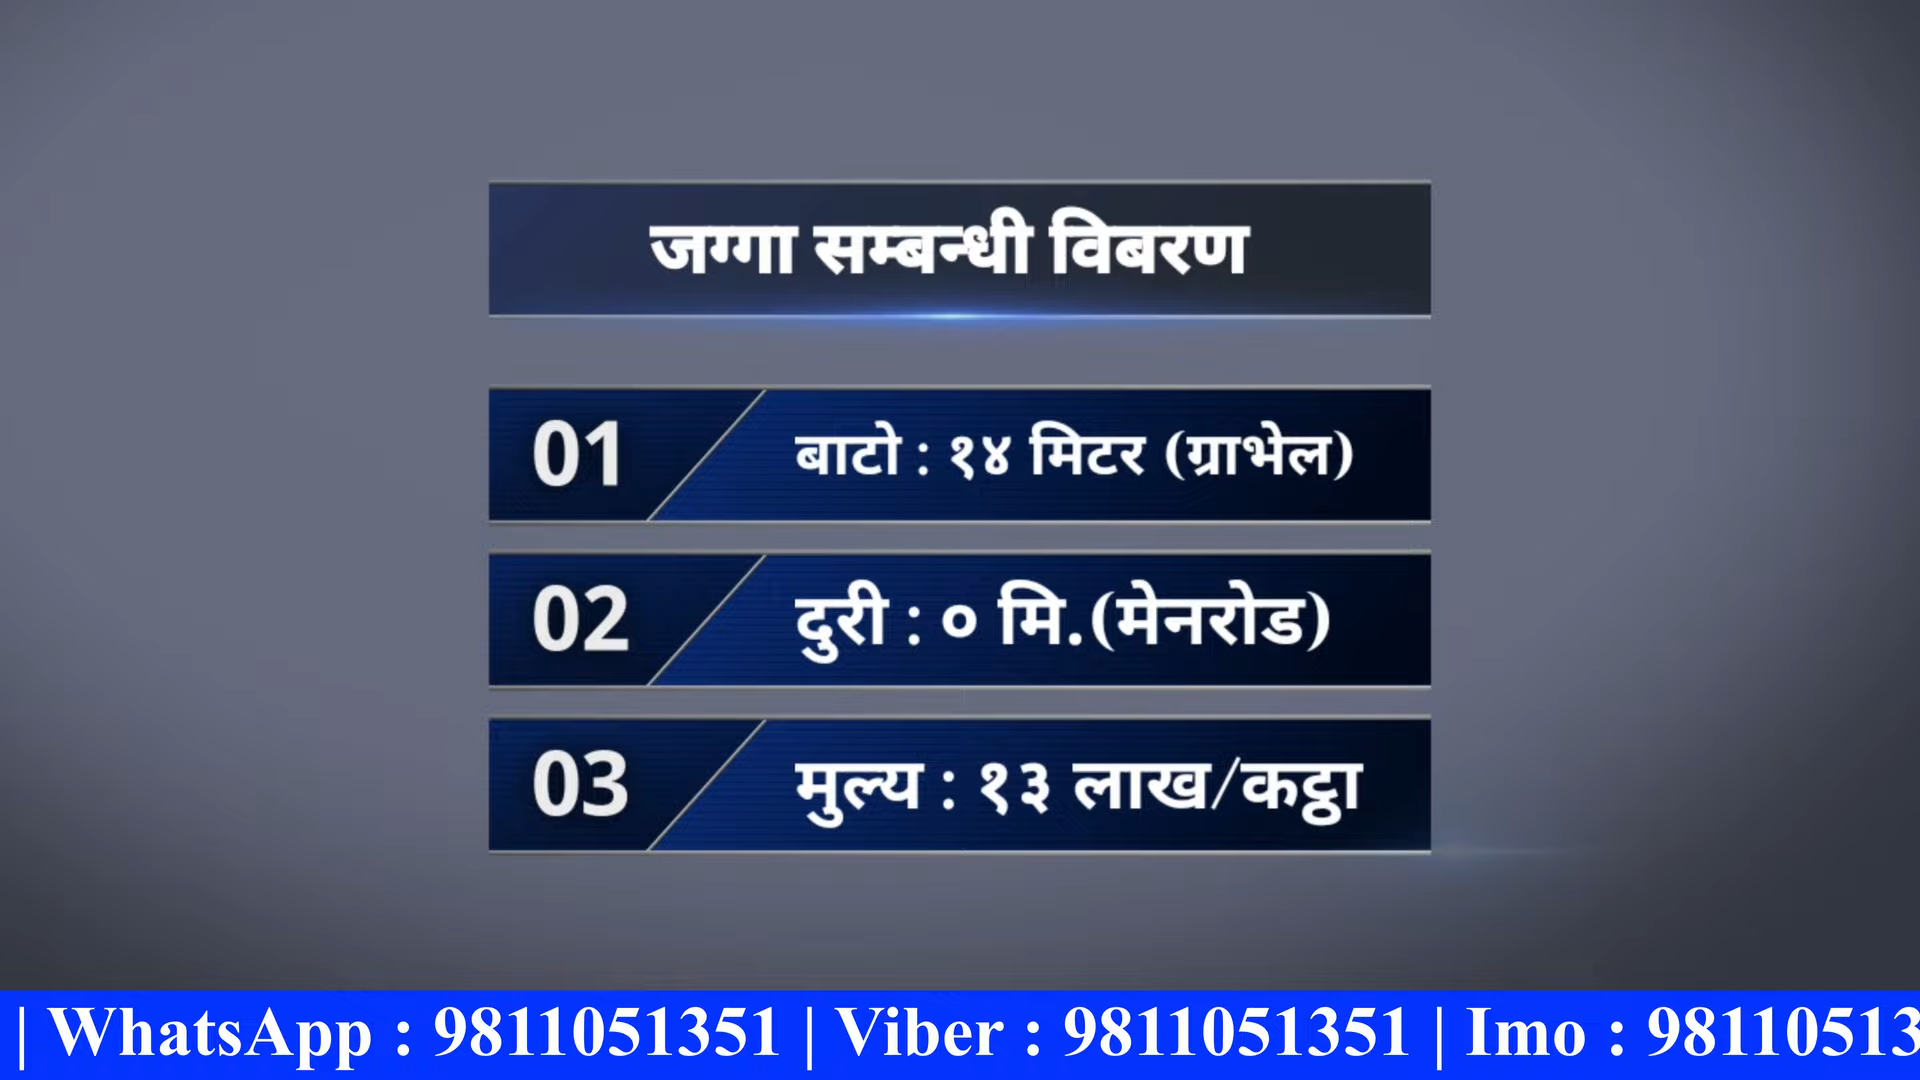 जग्गा सम्बन्धी विबरण
01 बाटो : १४ मिटर (ग्राभेल)
02 दुरी : ० मि.(मेनरोड)
03 मुल्य : १३ लाख/कट्ठा
| WhatsApp : 9811051351 | Viber : 9811051351 | Imo : 98110513